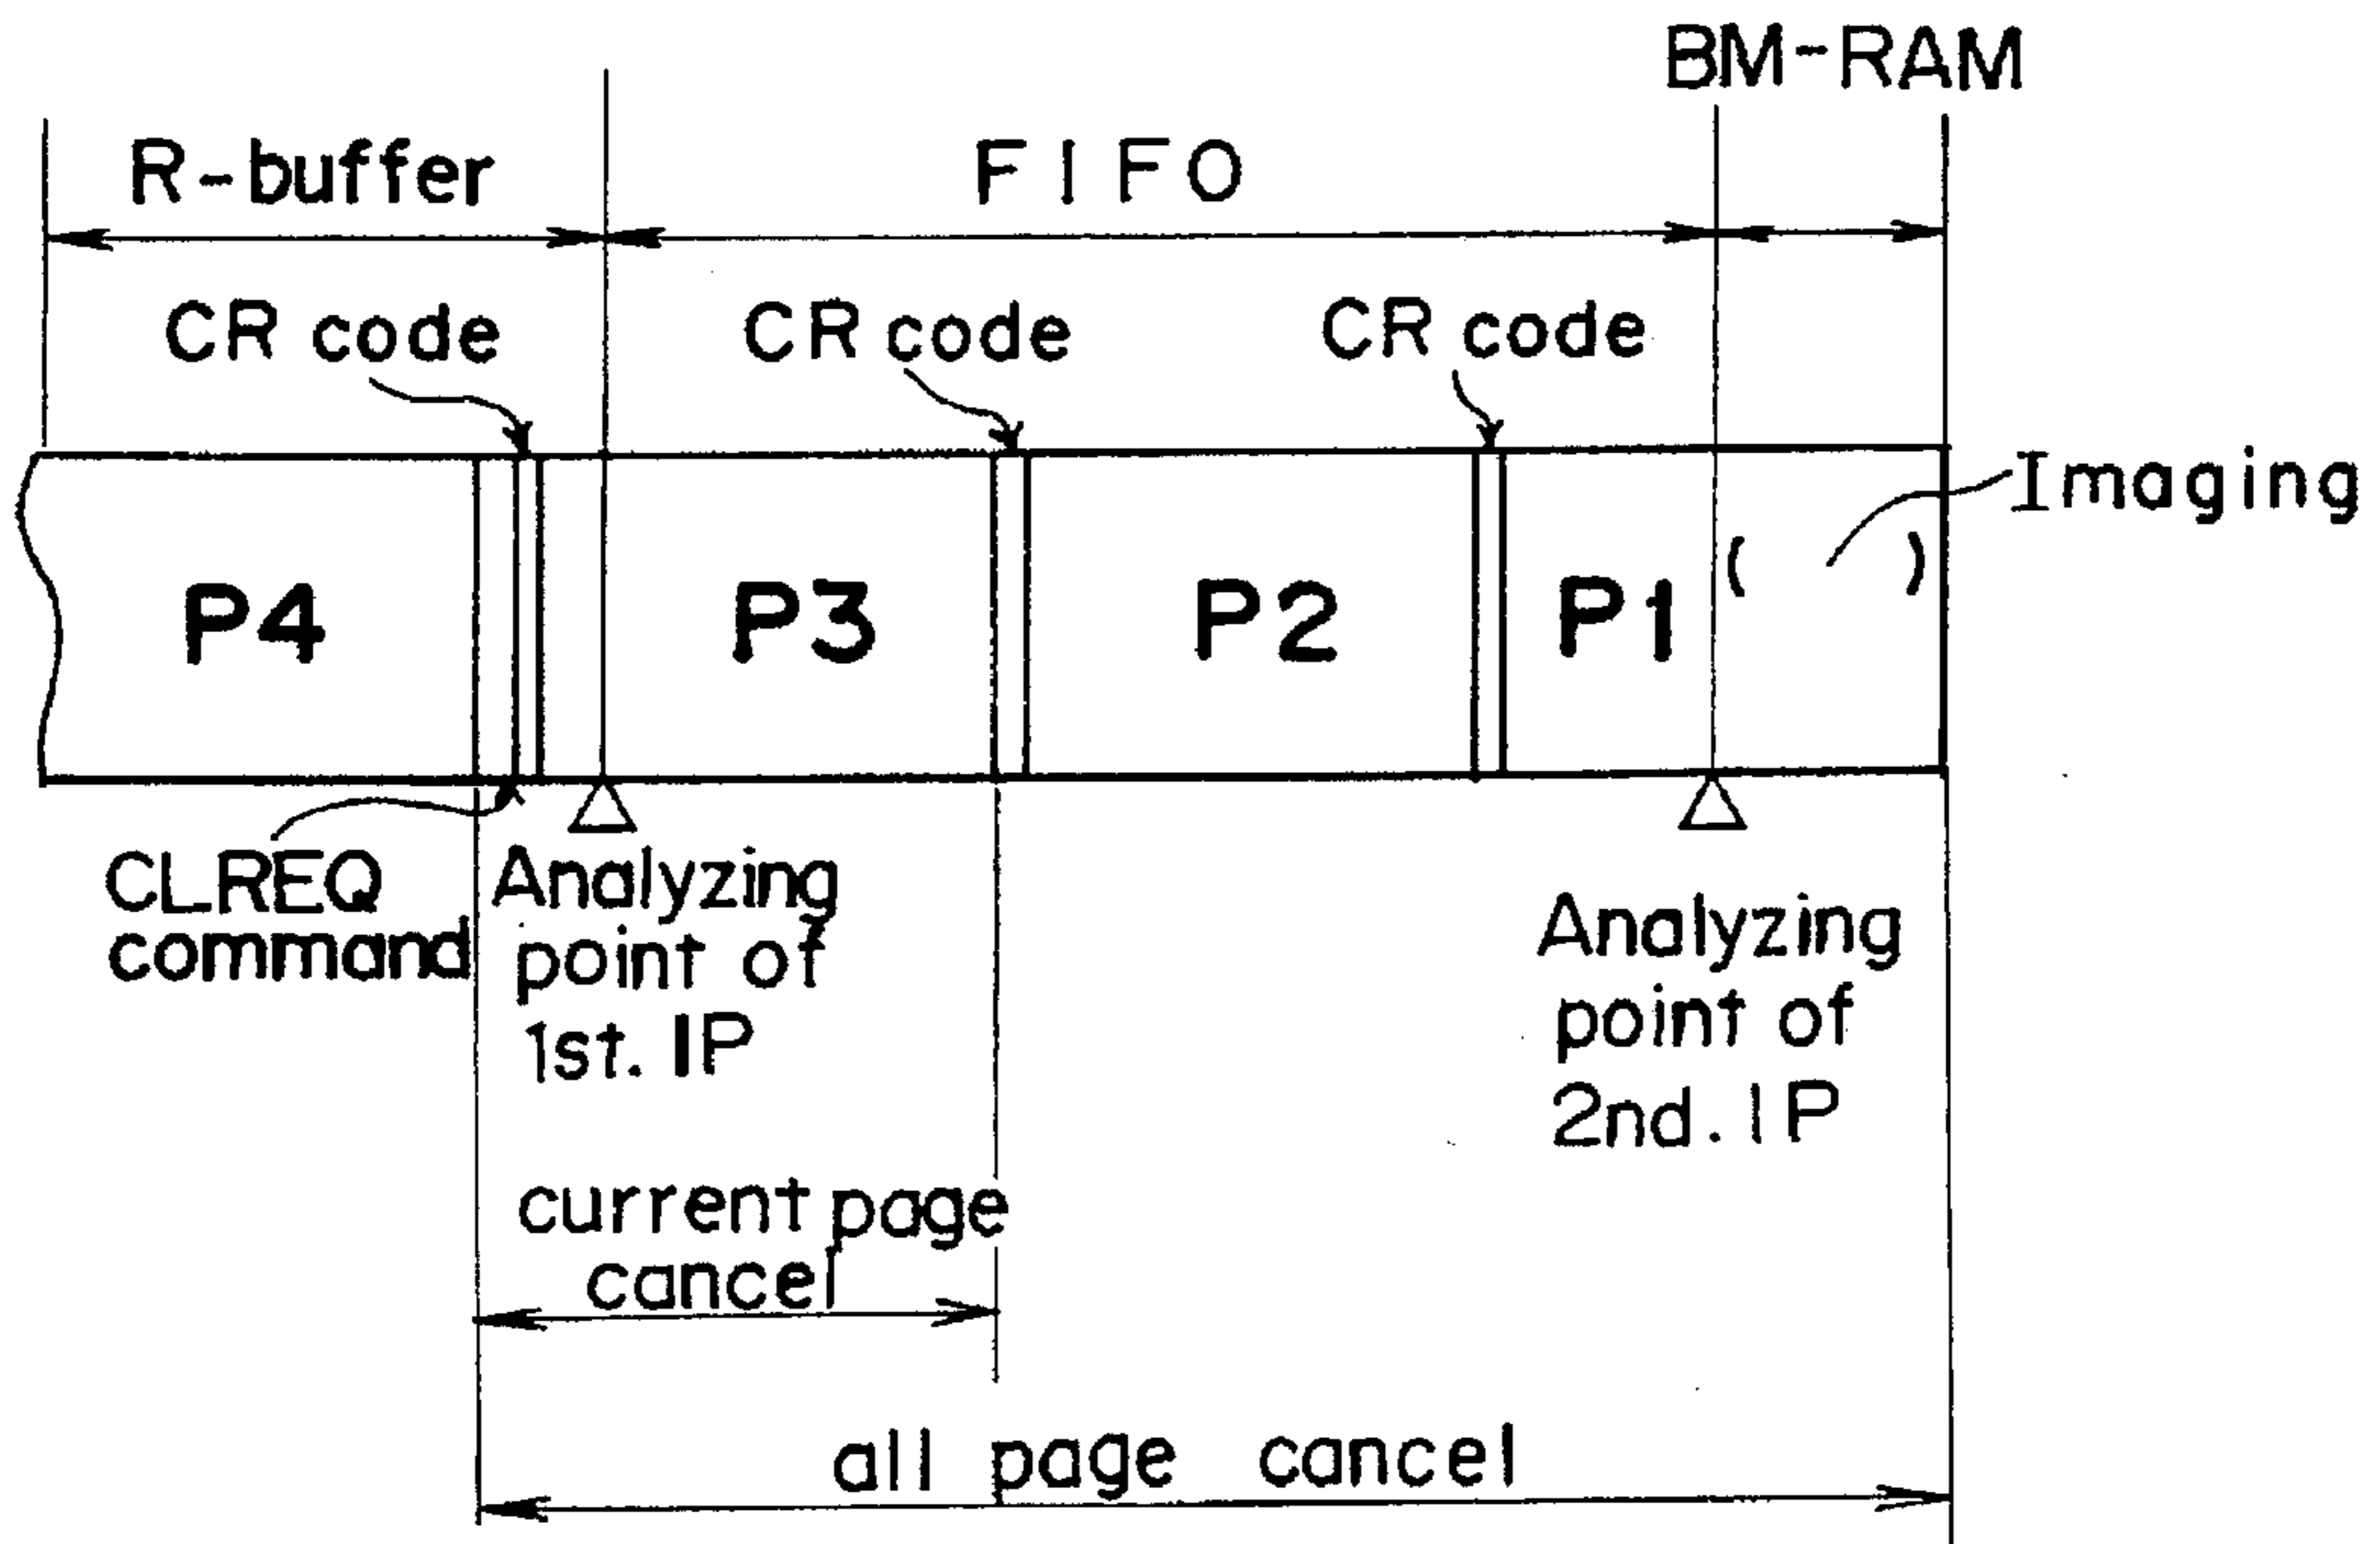 BM-RAM
R-buffer
FIFO
CR code
CR code
CR code
Imaging
P4
P3
P2
P1
( )
CLREQ
command
Analyzing
point of
1st. IP
Analyzing
point of
2nd. IP
current page
cancel
all page cancel